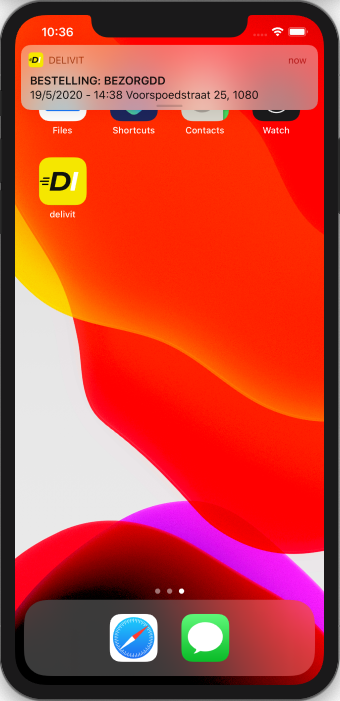 10:36
DI DELIVIT now
BESTELLING: BEZORGDD
19/5/2020 - 14:38 Voorspoedstraat 25, 1080
Files Shortcuts Contacts Watch
DI
delivit